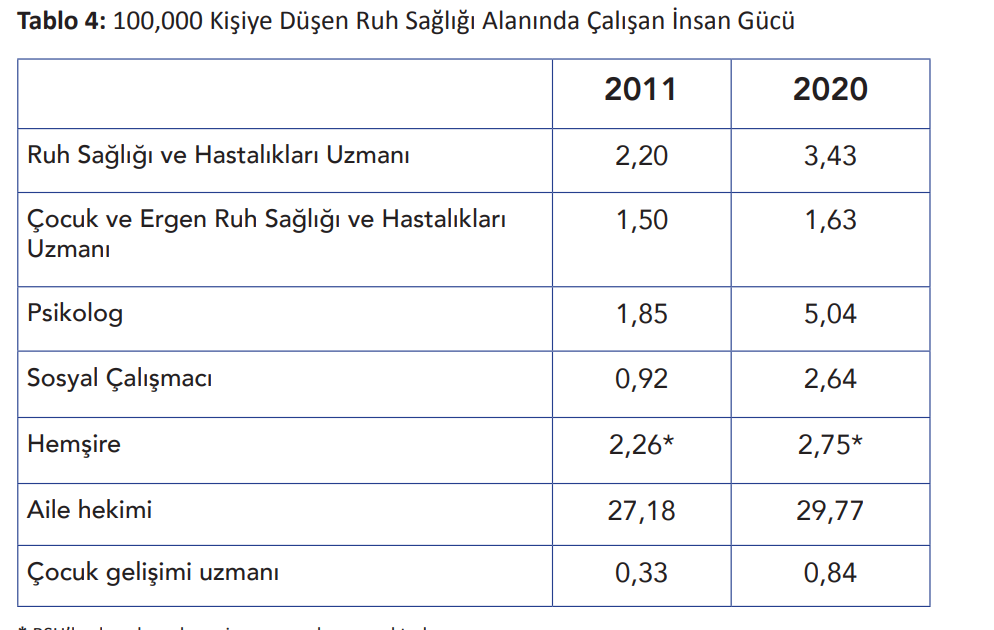 Tablo 4: 100,000 Kişiye Düşen Ruh Sağlığı Alanında Çalışan İnsan Gücü
2011 2020
Ruh Sağlığı ve Hastalıkları Uzmanı 2,20 3,43
Çocuk ve Ergen Ruh Sağlığı ve Hastalıkları 1,50 1,63
Uzmanı
Psikolog 1,85 5,04
Sosyal Çalışmacı 0,92 2,64
Hemşire 2,26* 2,75*
Aile hekimi 27,18 29,77
Çocuk gelişimi uzmanı 0,33 0,84